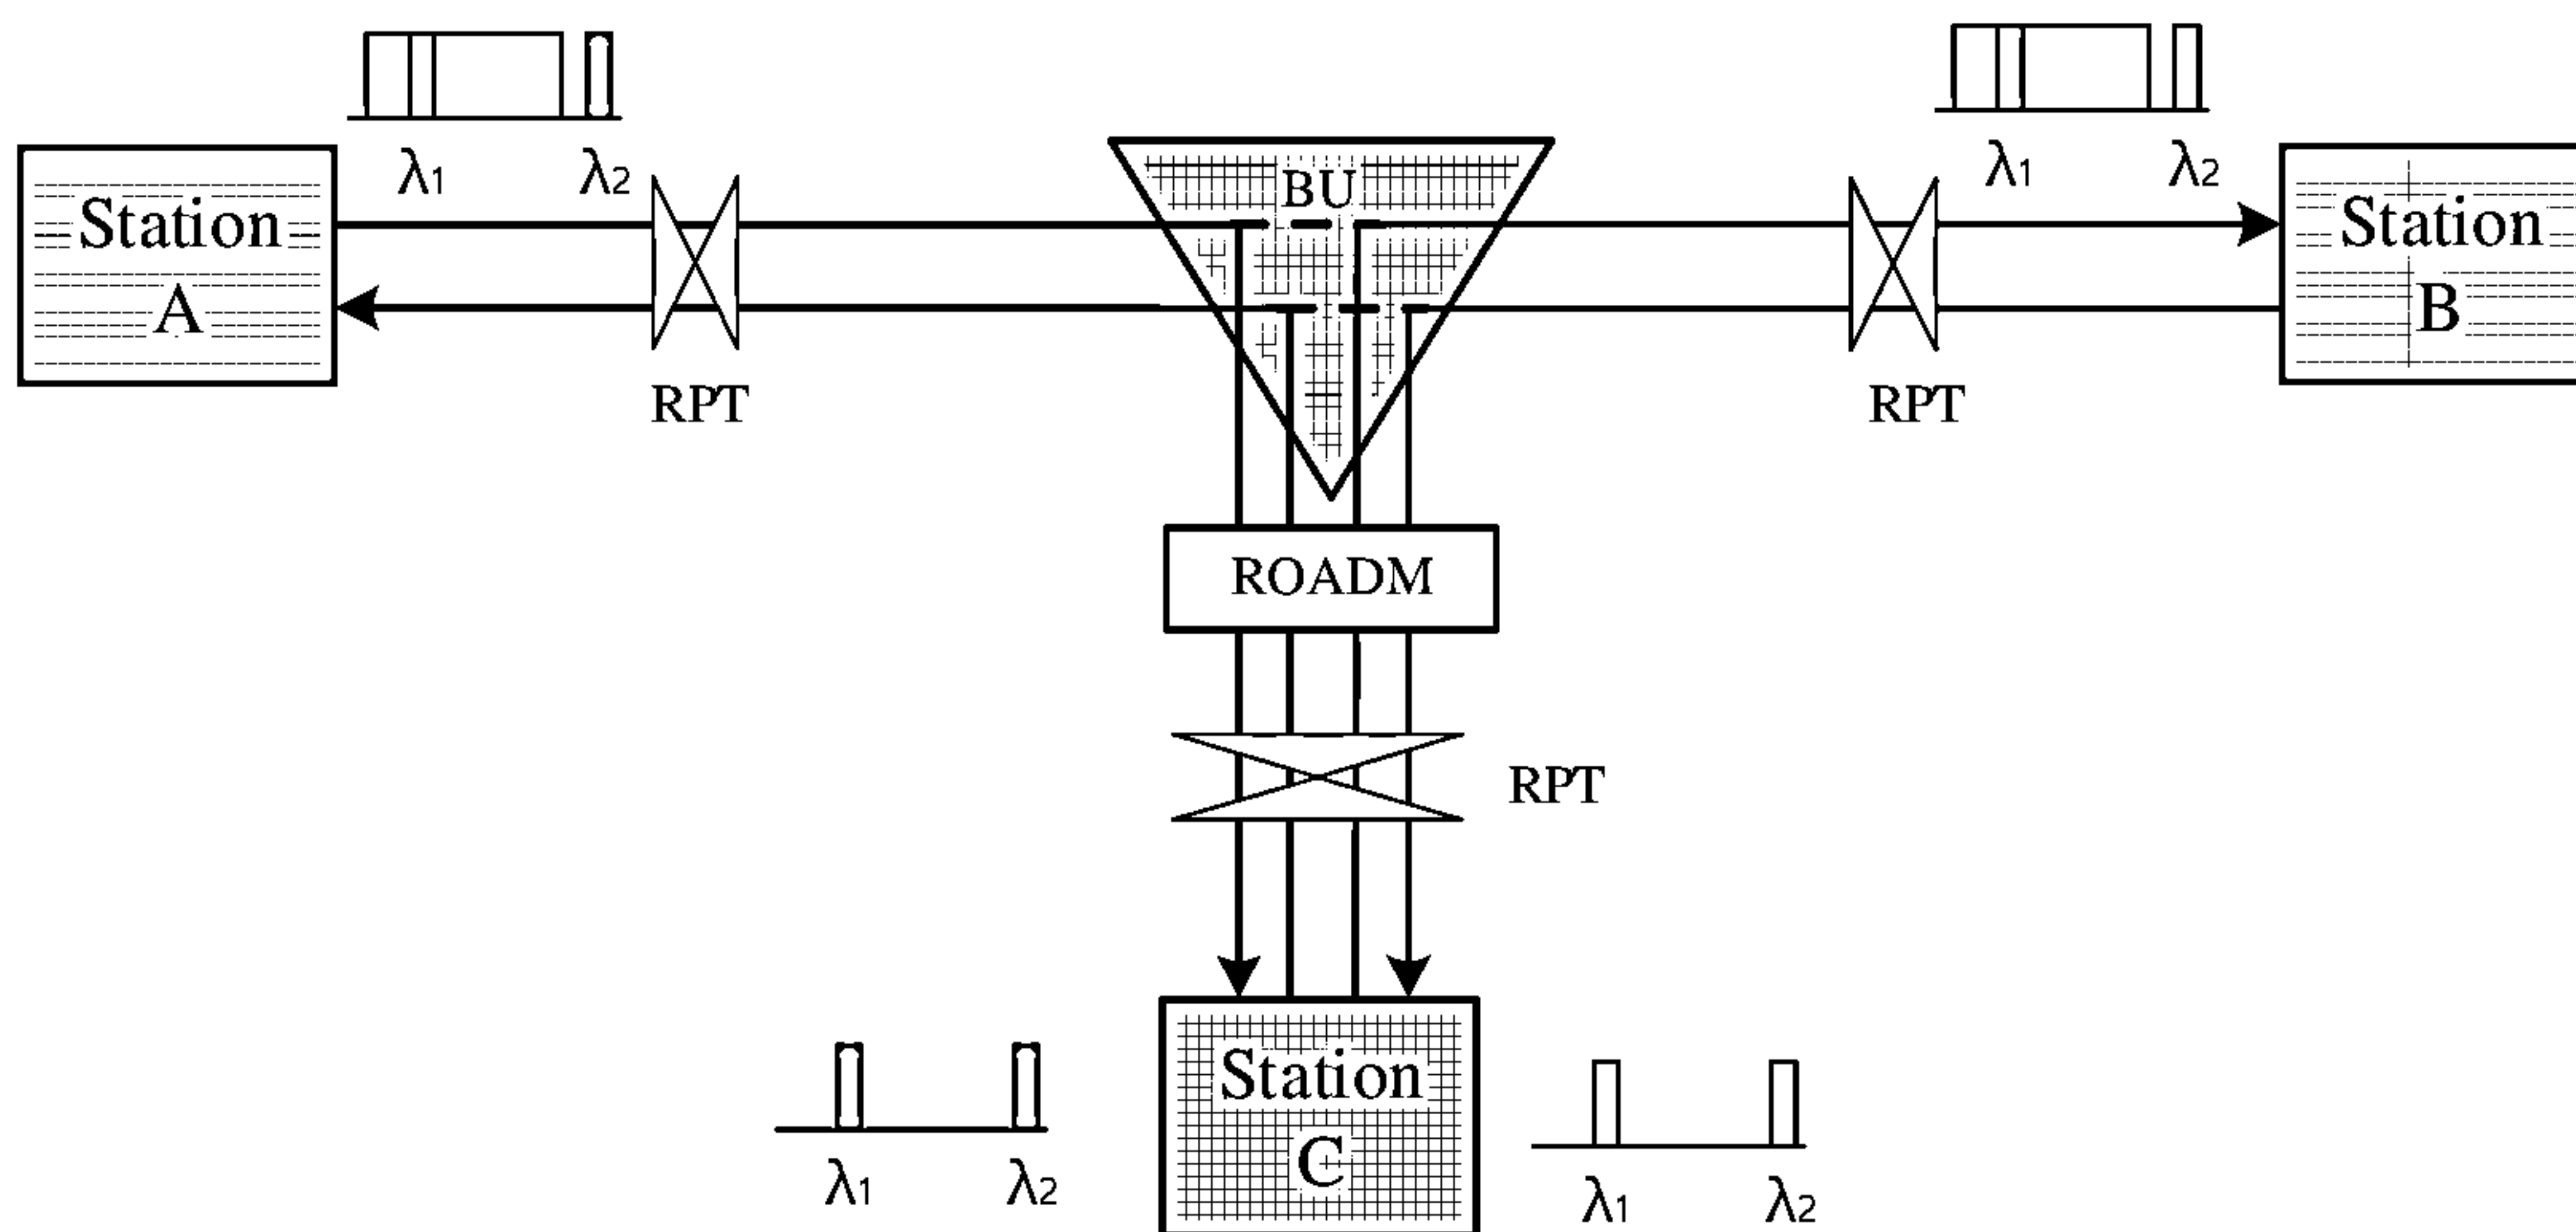 λ1
λ2
λ1
λ2
Station
A
BU
Station
B
RPT
RPT
ROADM
RPT
Station
C
λ1
λ2
λ1
λ2